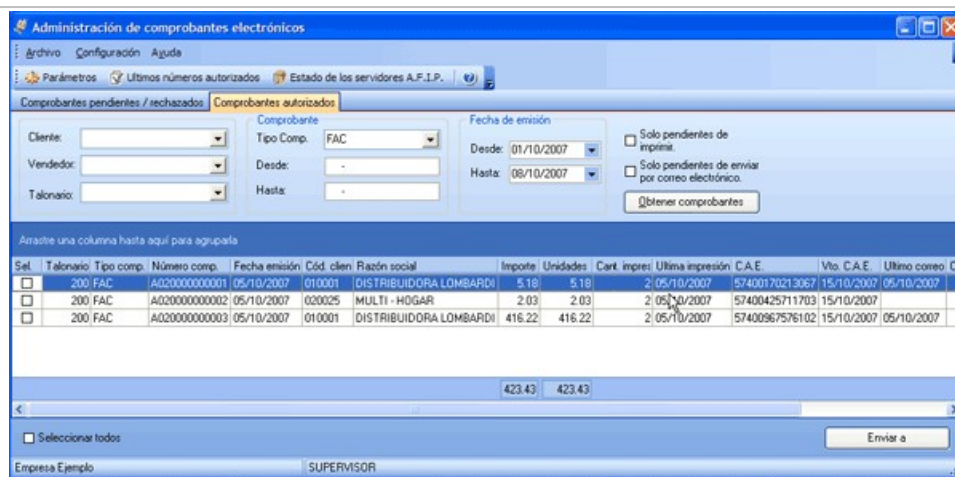 Administración de comprobantes electrónicos
Archivo Configuración Ayuda
Parámetros Ultimos números autorizados Estado de los servidores A.F.I.P.
Comprobantes pendientes / rechazados Comprobantes autorizados
Comprobante Fecha de emisión
Cliente: Tipo Comp. FAC Desde: 01/10/2007 Solo pendientes de imprimir.
Vendedor: Desde: - Hasta: 08/10/2007 Solo pendientes de enviar por correo electrónico.
Talonario: Hasta: - Obtener comprobantes
Arrastre una columna hasta aquí para agruparla
Sel. Talonario Tipo comp. Número comp. Fecha emisión Cód. clien Razón social Importe Unidades Cant. impres Ultima impresión C.A.E. Vto. C.A.E. Ultimo correo C
200 FAC A020000000001 05/10/2007 010001 DISTRIBUIDORA LOMBARDI 5.18 5.18 2 05/10/2007 57400170213067 15/10/2007 05/10/2007
200 FAC A020000000002 05/10/2007 020025 MULTI - HOGAR 2.03 2.03 2 05/10/2007 57400425711703 15/10/2007
200 FAC A020000000003 05/10/2007 010001 DISTRIBUIDORA LOMBARDI 416.22 416.22 2 05/10/2007 57400967576102 15/10/2007 05/10/2007
423.43 423.43
Seleccionar todos Enviar a
Empresa Ejemplo SUPERVISOR